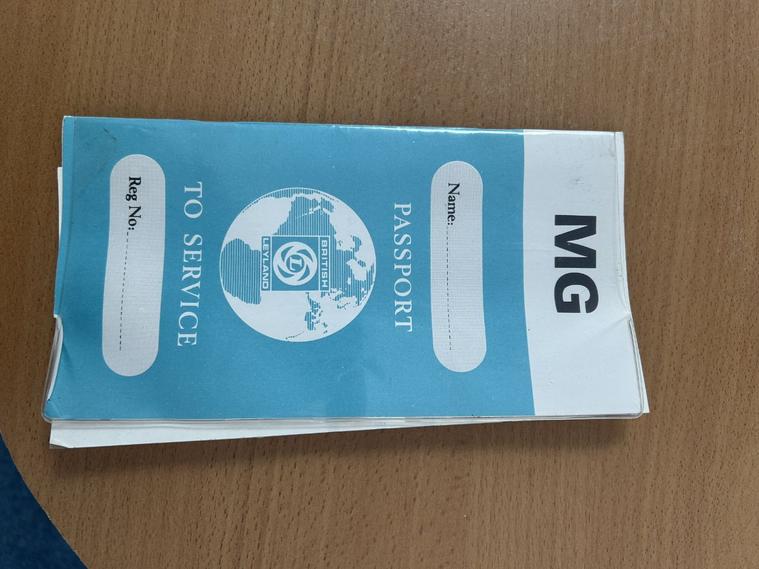 MG
Name:
PASSPORT
BRITISH
L
LEYLAND
TO SERVICE
Reg No: